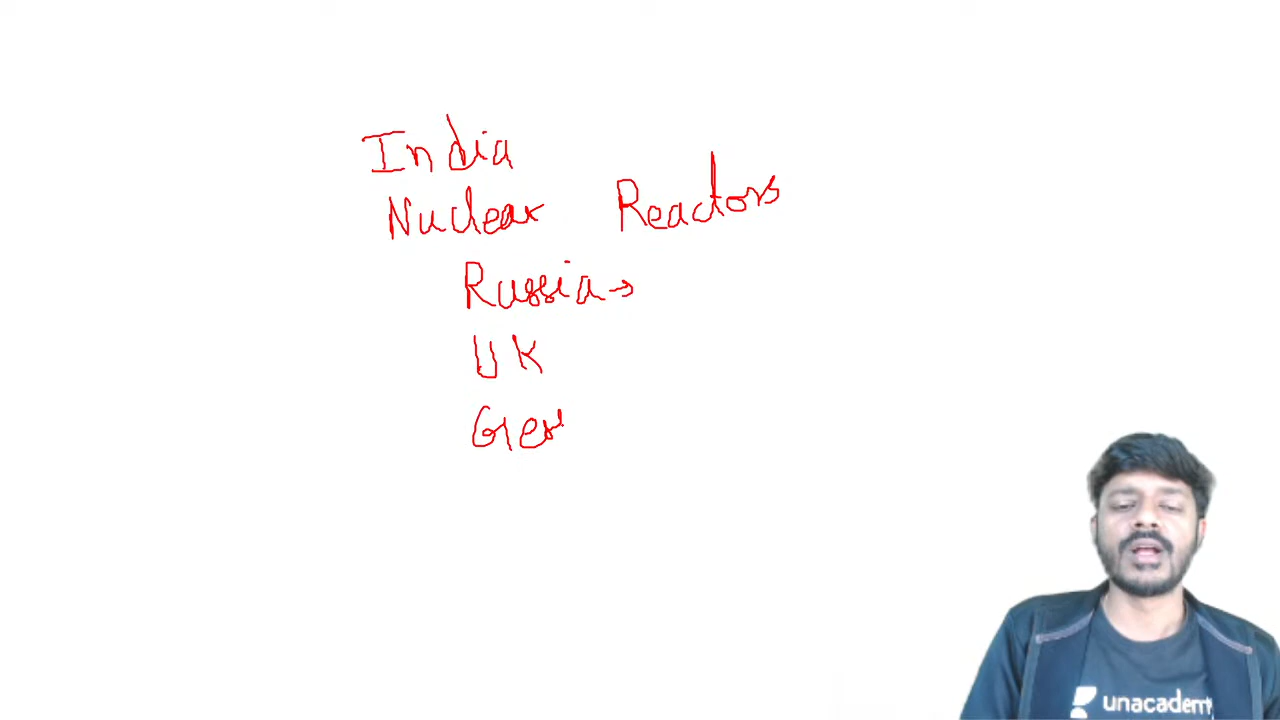 India
Nuclear Reactors
Russia →
UK
Ger
unacademy